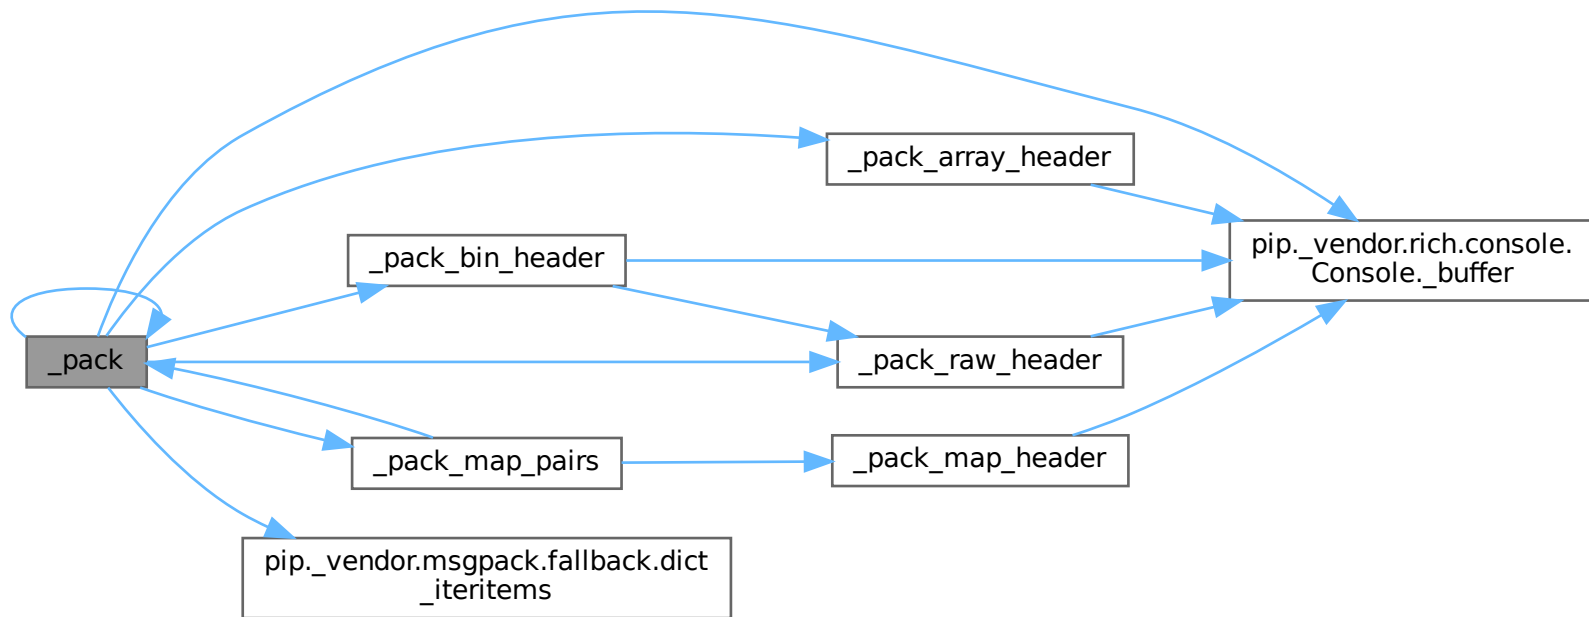 _pack_array_header
pip._vendor.rich.console.
Console._buffer
_pack_bin_header
_pack
_pack_raw_header
_pack_map_pairs
_pack_map_header
pip._vendor.msgpack.fallback.dict
_iteritems